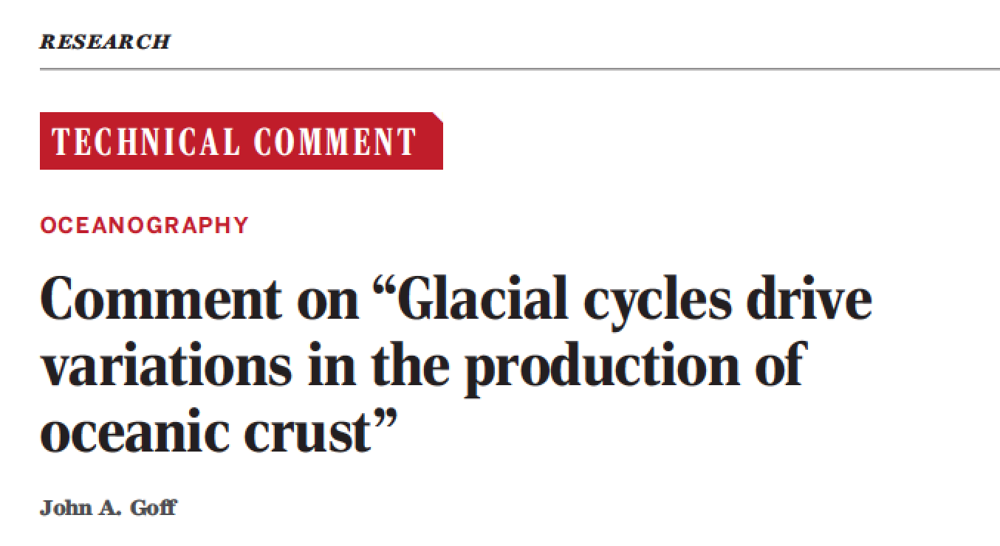 RESEARCH
TECHNICAL COMMENT
OCEANOGRAPHY
Comment on “Glacial cycles drive
variations in the production of
oceanic crust”
John A. Goff